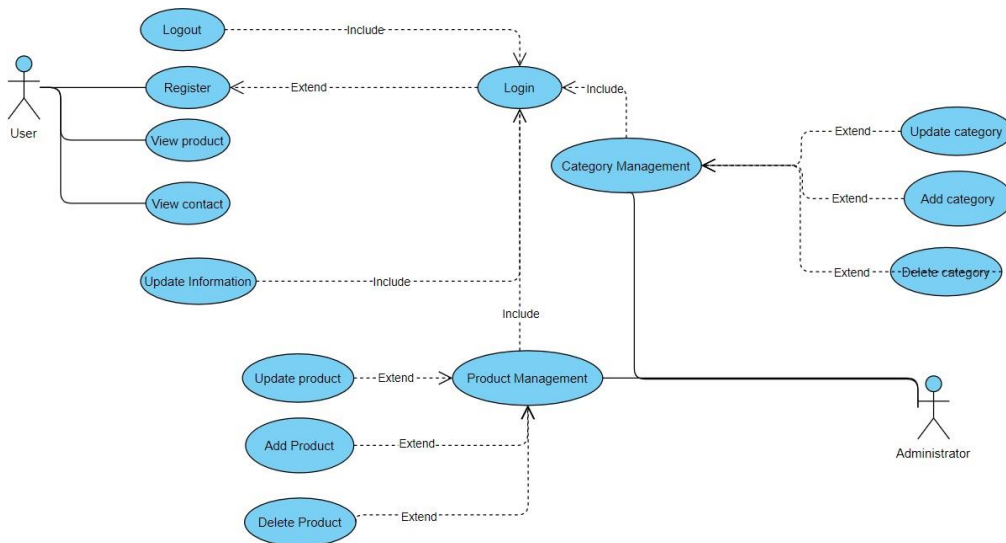 Logout
Include
Register
Extend
Login
Include
User
View product
Category Management
Extend
Update category
View contact
Extend
Add category
Update Information
Include
Extend
Delete category
Include
Update product
Extend
Product Management
Add Product
Extend
Administrator
Delete Product
Extend